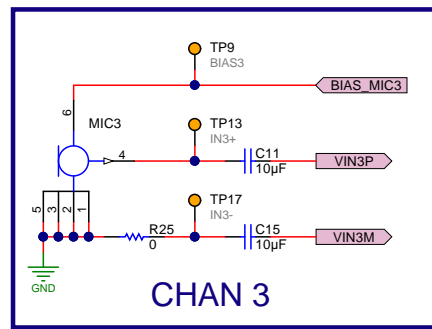 TP9
BIAS3
BIAS_MIC3
6
MIC3
TP13
IN3+
4
C11
10µF
VIN3P
TP17
IN3-
5
3
2
1
R25
0
C15
10µF
VIN3M
GND
CHAN 3